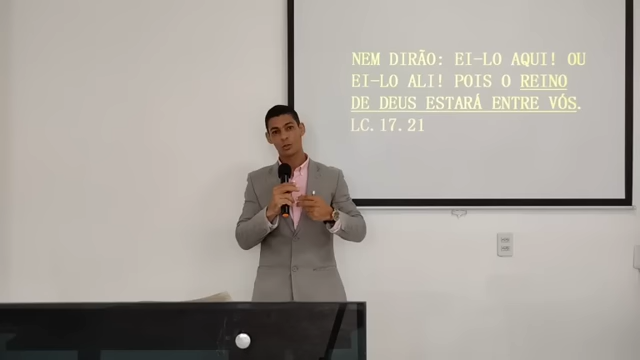 NEM DIRÃO: EI-LO AQUI! OU
EI-LO ALI! POIS O REINO
DE DEUS ESTARÁ ENTRE VÓS.
LC.17.21